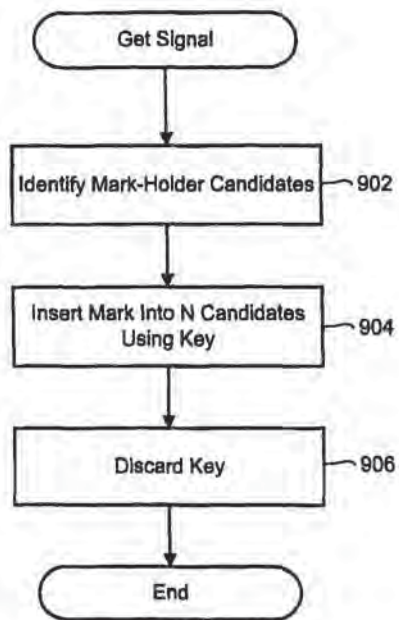 Get Signal
Identify Mark-Holder Candidates
902
Insert Mark Into N Candidates
Using Key
904
Discard Key
906
End